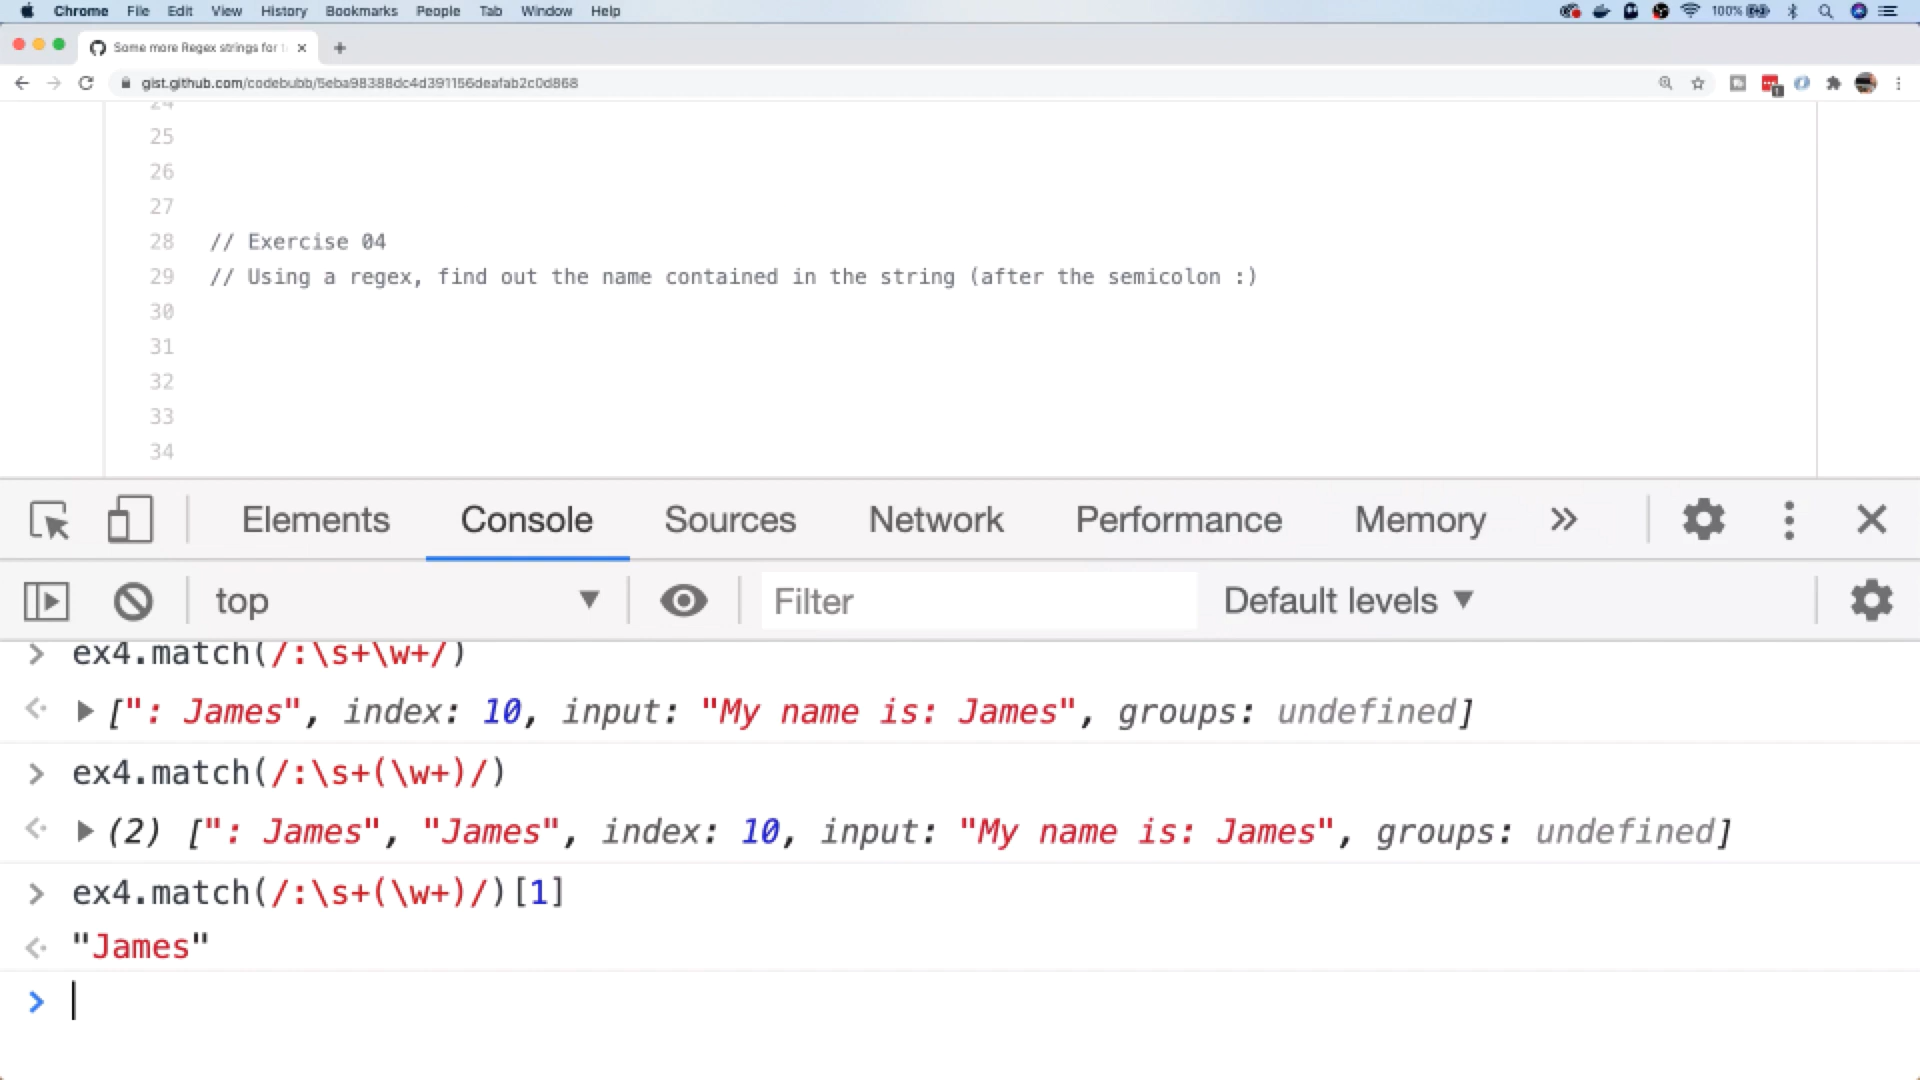 Chrome File Edit View History Bookmarks People Tab Window Help 100%
Some more Regex strings for
gist.github.com/codebubb/5eba98388dc4d391156deafab2c0d868
24
25
26
27
28 // Exercise 04
29 // Using a regex, find out the name contained in the string (after the semicolon :)
30
31
32
33
34
Elements Console Sources Network Performance Memory »
top Filter Default levels ▼
> ex4.match(/:\s+\w+/)
[": James", index: 10, input: "My name is: James", groups: undefined]
> ex4.match(/:\s+(\w+)/)
(2) [": James", "James", index: 10, input: "My name is: James", groups: undefined]
> ex4.match(/:\s+(\w+)/)[1]
"James"
>